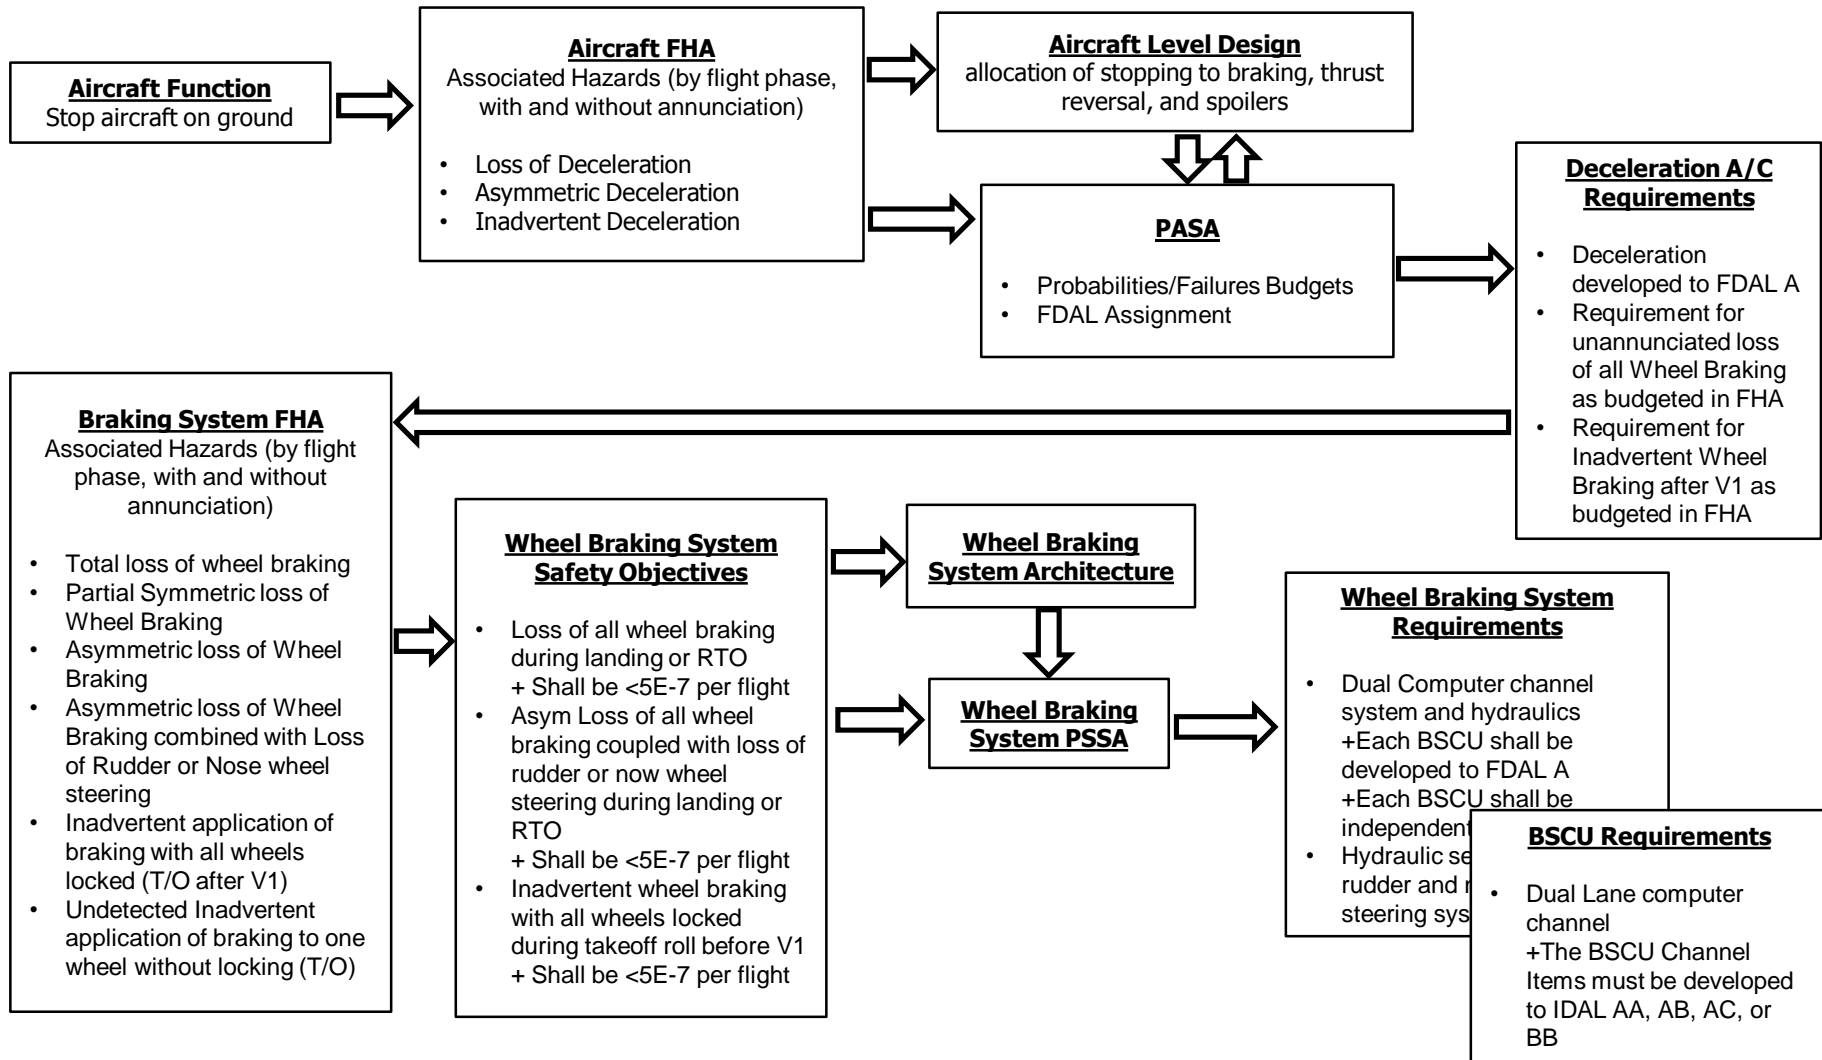 Aircraft Function
Stop aircraft on ground
Aircraft FHA
Associated Hazards (by flight phase,
with and without annunciation)
• Loss of Deceleration
• Asymmetric Deceleration
• Inadvertent Deceleration
Aircraft Level Design
allocation of stopping to braking, thrust
reversal, and spoilers
PASA
• Probabilities/Failures Budgets
• FDAL Assignment
Deceleration A/C
Requirements
• Deceleration
developed to FDAL A
• Requirement for
unannunciated loss
of all Wheel Braking
as budgeted in FHA
• Requirement for
Inadvertent Wheel
Braking after V1 as
budgeted in FHA
Braking System FHA
Associated Hazards (by flight
phase, with and without
annunciation)
• Total loss of wheel braking
• Partial Symmetric loss of
Wheel Braking
• Asymmetric loss of Wheel
Braking
• Asymmetric loss of Wheel
Braking combined with Loss
of Rudder or Nose wheel
steering
• Inadvertent application of
braking with all wheels
locked (T/O after V1)
• Undetected Inadvertent
application of braking to one
wheel without locking (T/O)
Wheel Braking System
Safety Objectives
• Loss of all wheel braking
during landing or RTO
+ Shall be <5E-7 per flight
• Asym Loss of all wheel
braking coupled with loss of
rudder or now wheel
steering during landing or
RTO
+ Shall be <5E-7 per flight
• Inadvertent wheel braking
with all wheels locked
during takeoff roll before V1
+ Shall be <5E-7 per flight
Wheel Braking
System Architecture
Wheel Braking
System PSSA
Wheel Braking System
Requirements
• Dual Computer channel
system and hydraulics
+Each BSCU shall be
developed to FDAL A
+Each BSCU shall be
independent
• Hydraulic
rudder and
steering
BSCU Requirements
• Dual Lane computer
channel
+The BSCU Channel
Items must be developed
to IDAL AA, AB, AC, or
BB